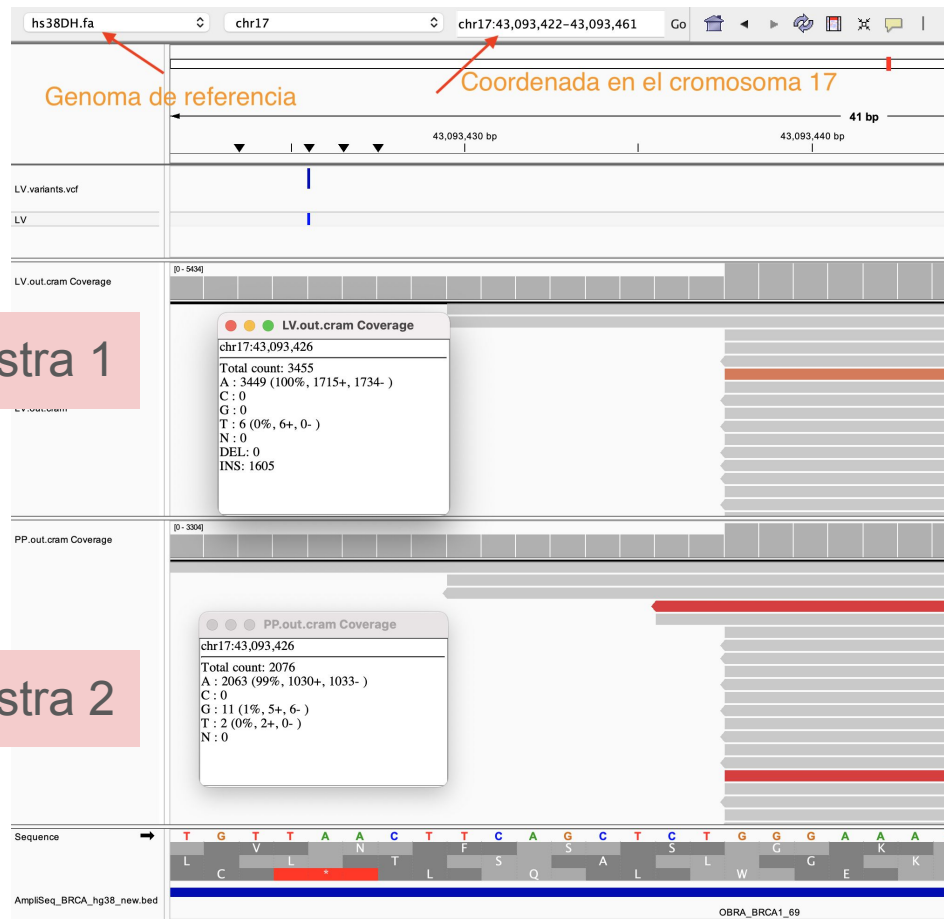 hs38DH.fa
chr17
chr17:43,093,422-43,093,461
Go
Genoma de referencia
Coordenada en el cromosoma 17
41 bp
43,093,430 bp
43,093,440 bp
LV.variants.vcf
LV
LV.out.cram Coverage
[0 - 5434]
LV.out.cram Coverage
chr17:43,093,426
Total count: 3455
A : 3449 (100%, 1715+, 1734- )
C : 0
G : 0
T : 6 (0%, 6+, 0- )
N : 0
DEL: 0
INS: 1605
stra 1
LV.out.cram
PP.out.cram Coverage
[0 - 3304]
PP.out.cram Coverage
chr17:43,093,426
Total count: 2076
A : 2063 (99%, 1030+, 1033- )
C : 0
G : 11 (1%, 5+, 6- )
T : 2 (0%, 2+, 0- )
N : 0
stra 2
Sequence
T G T T A A C T T C A G C T C T G G G A A A
V N F S S G K
L L T S A L G K
C * L Q L W E
AmpliSeq_BRCA_hg38_new.bed
OBRA_BRCA1_69